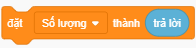 đặt Số lượng thành trả lời